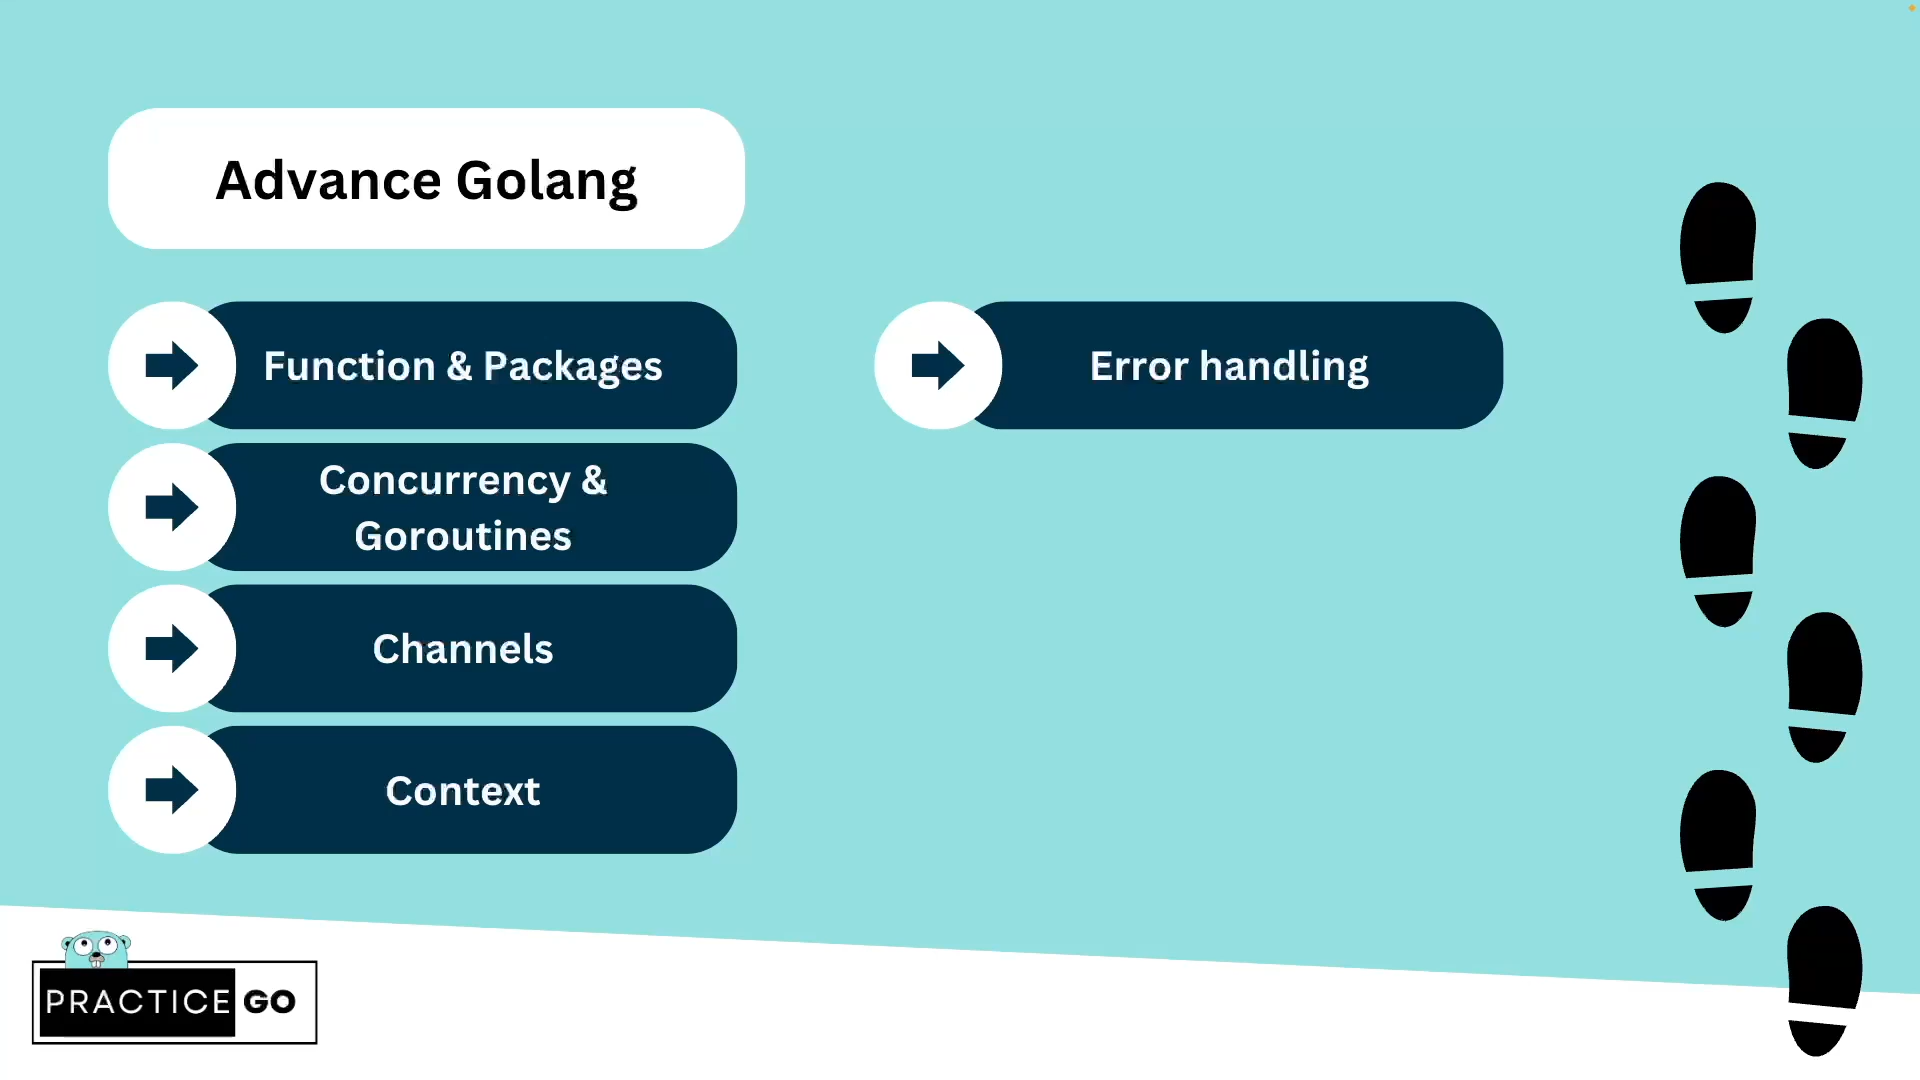 Advance Golang
Function & Packages
Concurrency &
Goroutines
Channels
Context
Error handling
PRACTICE GO